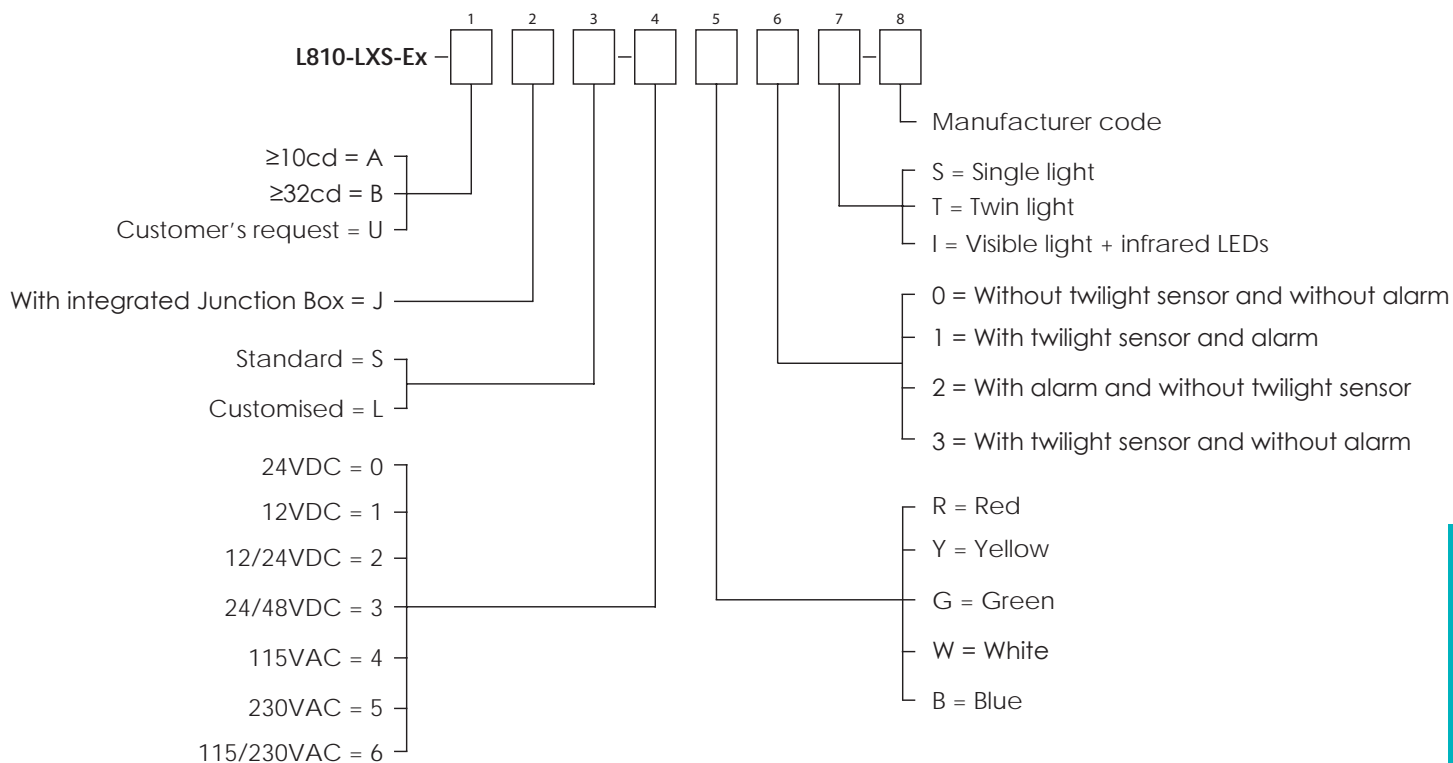 1 2 3 4 5 6 7 8
L810-LXS-Ex – –  –
Manufacturer code
≥10cd = A
≥32cd = B
Customer's request = U
S = Single light
T = Twin light
I = Visible light + infrared LEDs
With integrated Junction Box = J
0 = Without twilight sensor and without alarm
1 = With twilight sensor and alarm
2 = With alarm and without twilight sensor
3 = With twilight sensor and without alarm
Standard = S
Customised = L
24VDC = 0
12VDC = 1
12/24VDC = 2
24/48VDC = 3
115VAC = 4
230VAC = 5
115/230VAC = 6
R = Red
Y = Yellow
G = Green
W = White
B = Blue